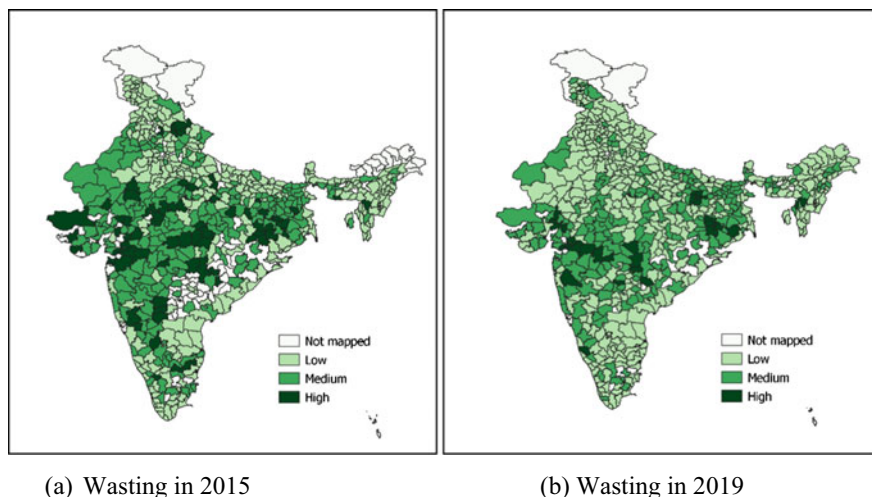 Not mapped
Low
Medium
High
Not mapped
Low
Medium
High
(a) Wasting in 2015
(b) Wasting in 2019